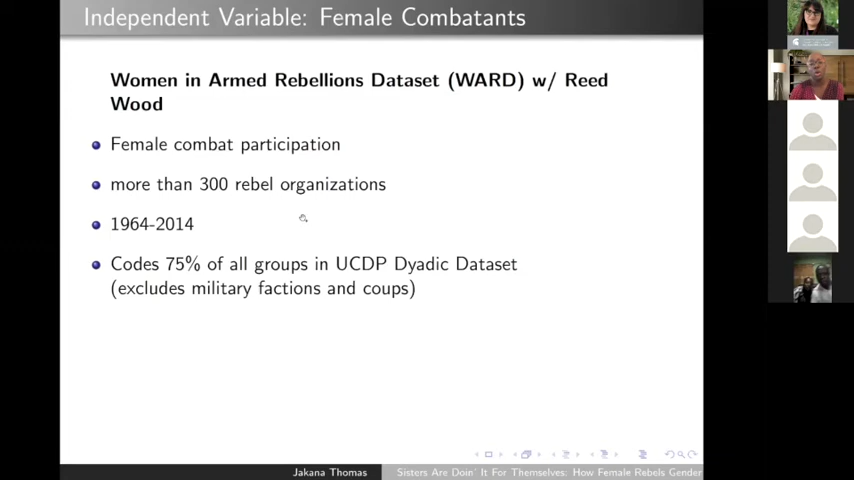 Independent Variable: Female Combatants
Women in Armed Rebellions Dataset (WARD) w/ Reed
Wood
Female combat participation
more than 300 rebel organizations
1964-2014
Codes 75% of all groups in UCDP Dyadic Dataset
(excludes military factions and coups)
Jakana Thomas
Sisters Are Doin' It For Themselves: How Female Rebels Gender